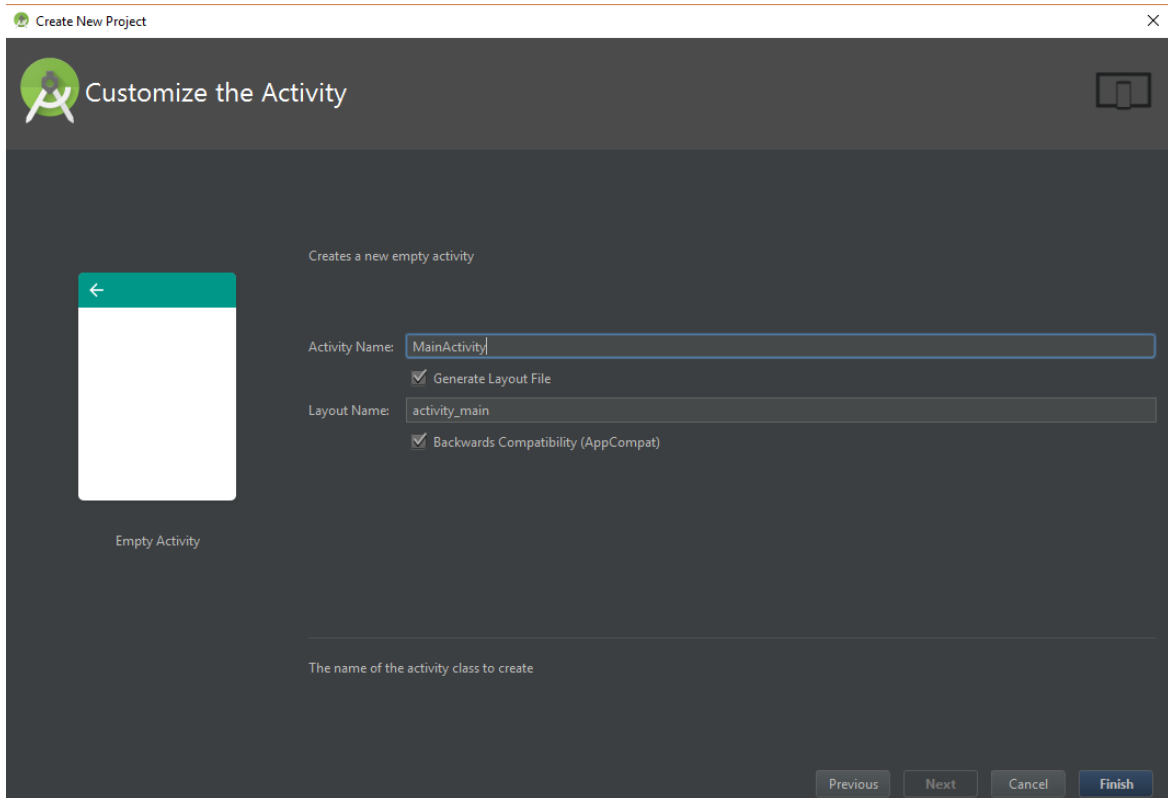 Create New Project
Customize the Activity
Creates a new empty activity
Activity Name: MainActivity
Generate Layout File
Layout Name: activity_main
Backwards Compatibility (AppCompat)
Empty Activity
The name of the activity class to create
Previous Next Cancel Finish